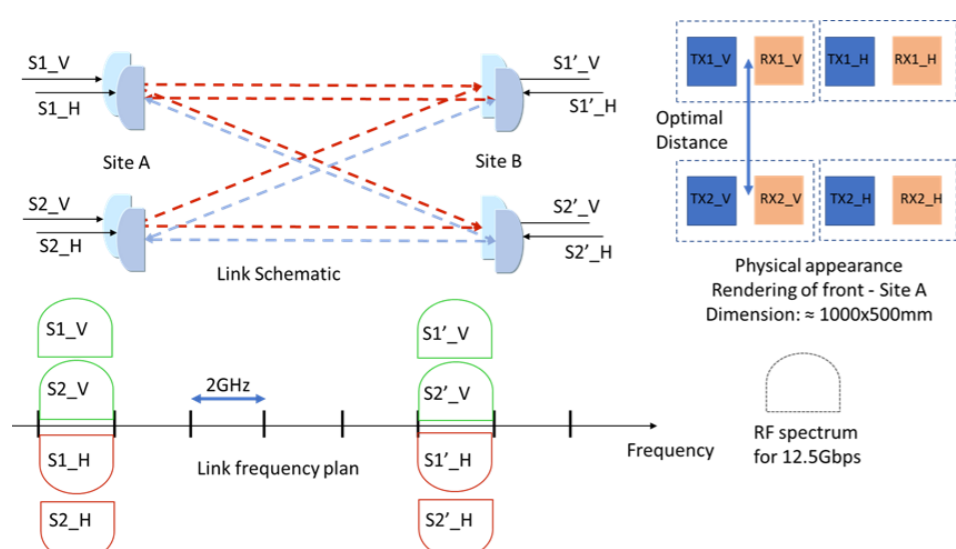 S1_V
S1_H
Site A
S2_V
S2_H
S1’_V
S1’_H
Site B
S2’_V
S2’_H
Link Schematic
TX1_V
RX1_V
TX1_H
RX1_H
Optimal
Distance
TX2_V
RX2_V
TX2_H
RX2_H
Physical appearance
Rendering of front - Site A
Dimension: ≈ 1000x500mm
S1_V
S2_V
S1_H
S2_H
2GHz
Link frequency plan
S1’_V
S2’_V
S1’_H
S2’_H
Frequency
RF spectrum
for 12.5Gbps